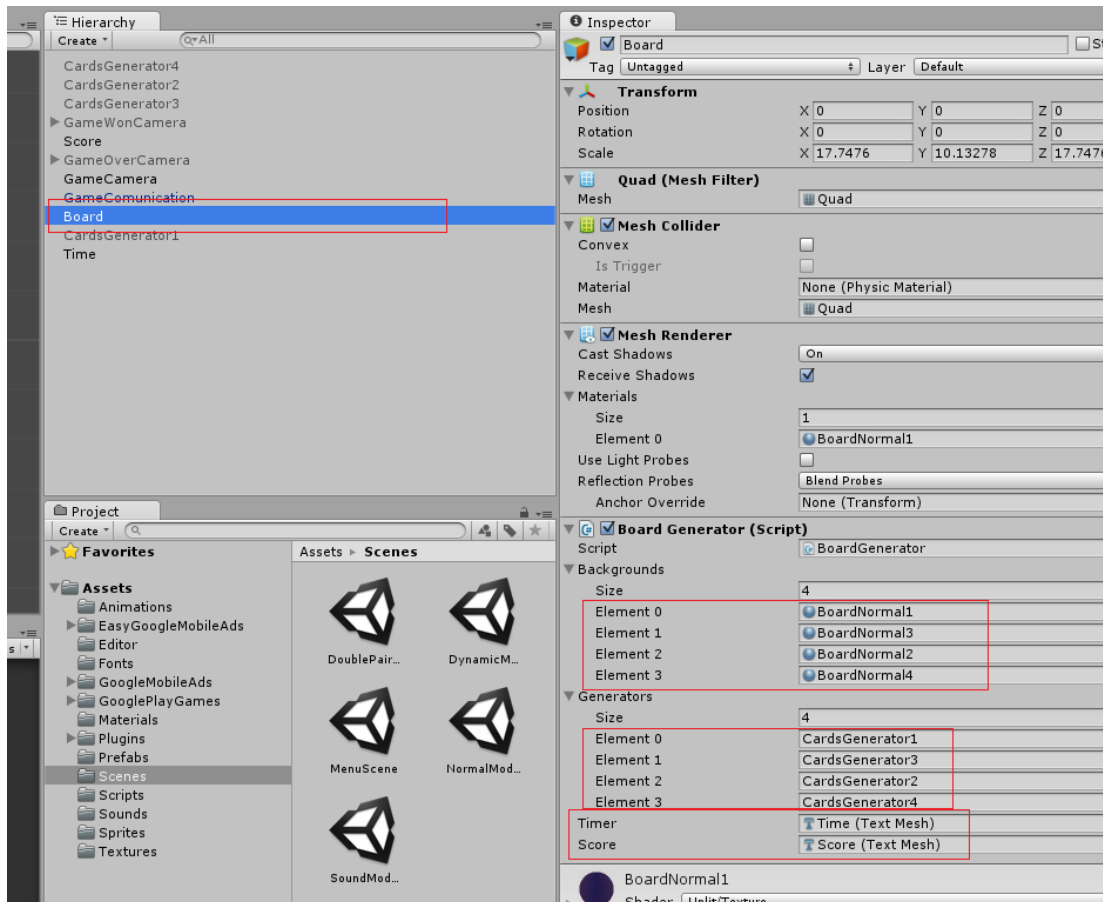 Hierarchy
Create
All
CardsGenerator4
CardsGenerator2
CardsGenerator3
GameWonCamera
Score
GameOverCamera
GameCamera
GameComunication
Board
CardsGenerator1
Time
Project
Create
Favorites
Assets
Animations
EasyGoogleMobileAds
Editor
Fonts
GoogleMobileAds
GooglePlayGames
Materials
Plugins
Prefabs
Scenes
Scripts
Sounds
Sprites
Textures
Assets Scenes
DoublePair... DynamicM...
MenuScene NormalMod...
SoundMod...
s
Inspector
Board St
Tag Untagged Layer Default
Transform
Position X 0 Y 0 Z 0
Rotation X 0 Y 0 Z 0
Scale X 17.7476 Y 10.13278 Z 17.7476
Quad (Mesh Filter)
Mesh Quad
Mesh Collider
Convex
Is Trigger
Material None (Physic Material)
Mesh Quad
Mesh Renderer
Cast Shadows On
Receive Shadows
Materials
Size 1
Element 0 BoardNormal1
Use Light Probes
Reflection Probes Blend Probes
Anchor Override None (Transform)
Board Generator (Script)
Script BoardGenerator
Backgrounds
Size 4
Element 0 BoardNormal1
Element 1 BoardNormal3
Element 2 BoardNormal2
Element 3 BoardNormal4
Generators
Size 4
Element 0 CardsGenerator1
Element 1 CardsGenerator3
Element 2 CardsGenerator2
Element 3 CardsGenerator4
Timer Time (Text Mesh)
Score Score (Text Mesh)
BoardNormal1
Shader Unlit/Texture